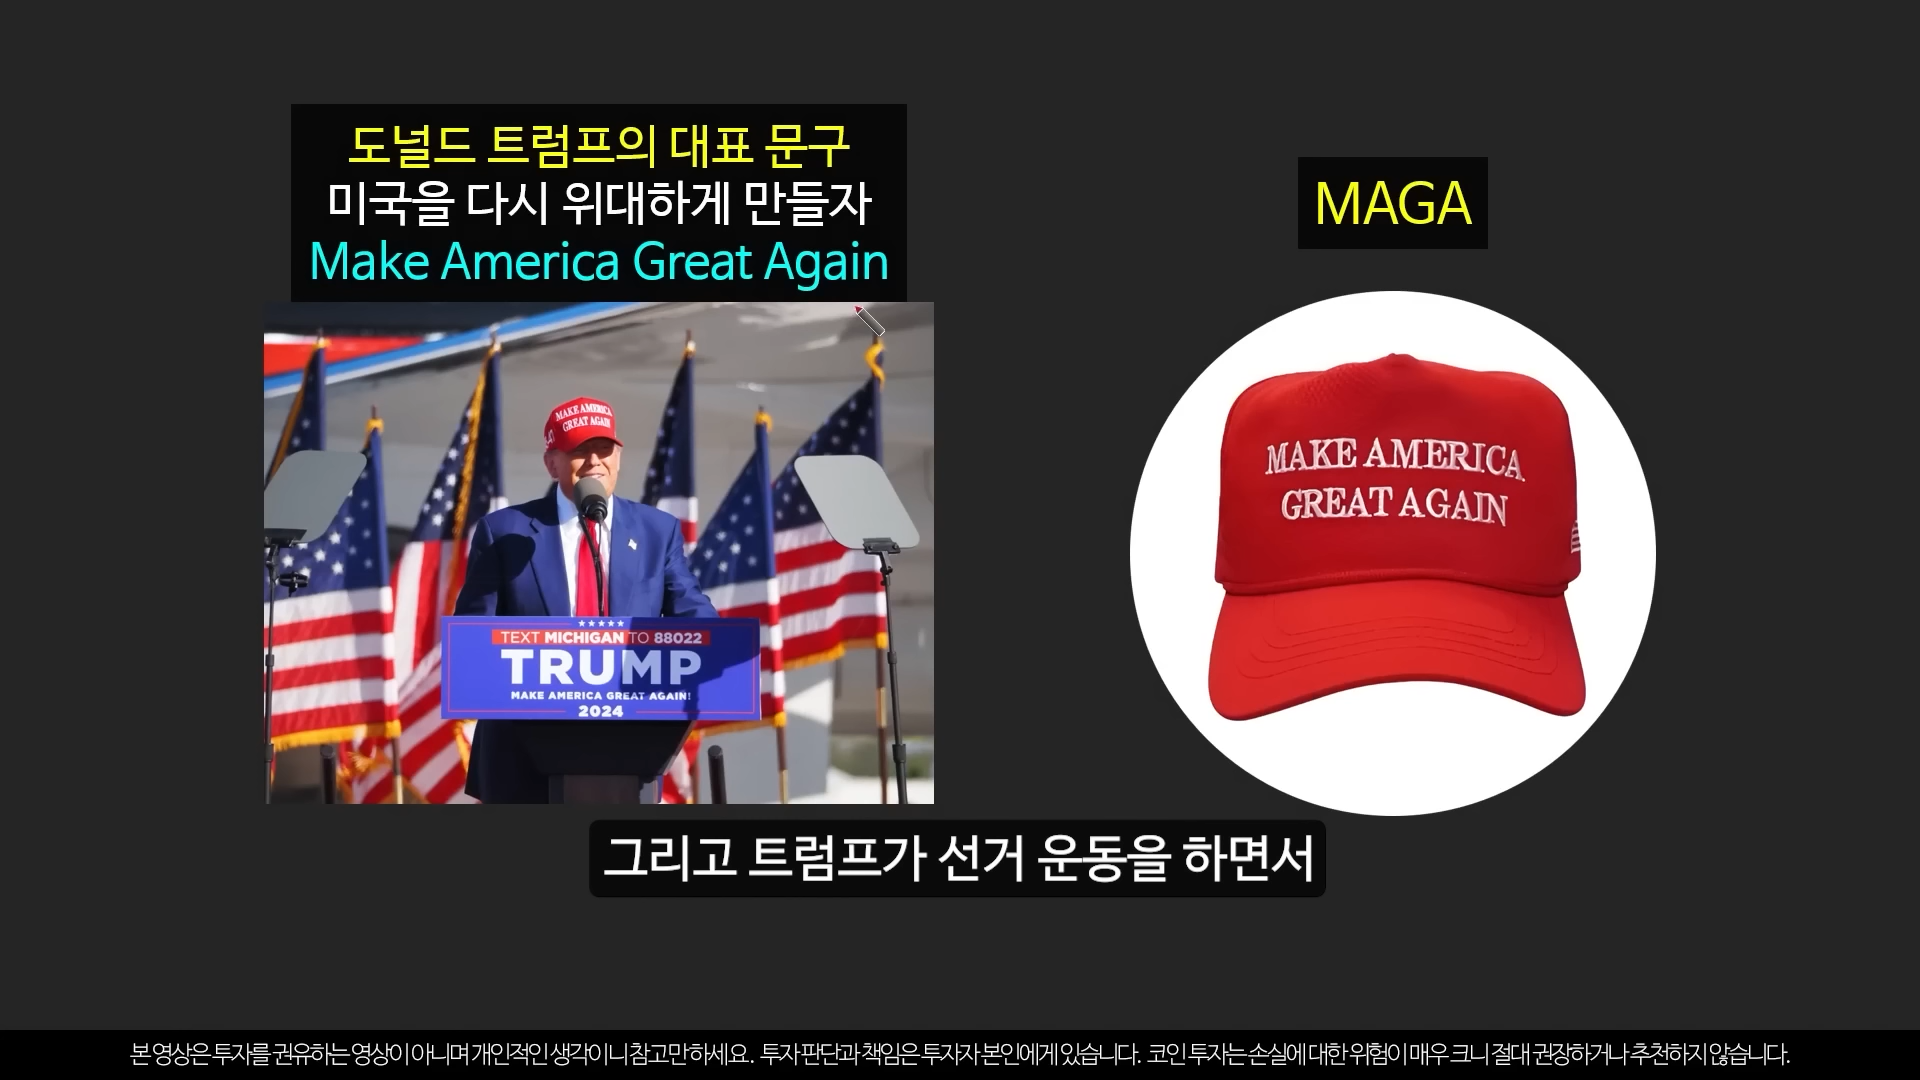 도널드 트럼프의 대표 문구
미국을 다시 위대하게 만들자
Make America Great Again
MAGA
MAKE AMERICA
GREAT AGAIN
TEXT MICHIGAN TO 88022
TRUMP
MAKE AMERICA GREAT AGAIN!
2024
MAKE AMERICA
GREAT AGAIN
그리고 트럼프가 선거 운동을 하면서
본 영상은 투자를 권유하는 영상이 아니며 개인적인 생각이니 참고만 하세요. 투자 판단과 책임은 투자자 본인에게 있습니다. 코인 투자는 손실에 대한 위험이 매우 크니 절대 권장하거나 추천하지 않습니다.